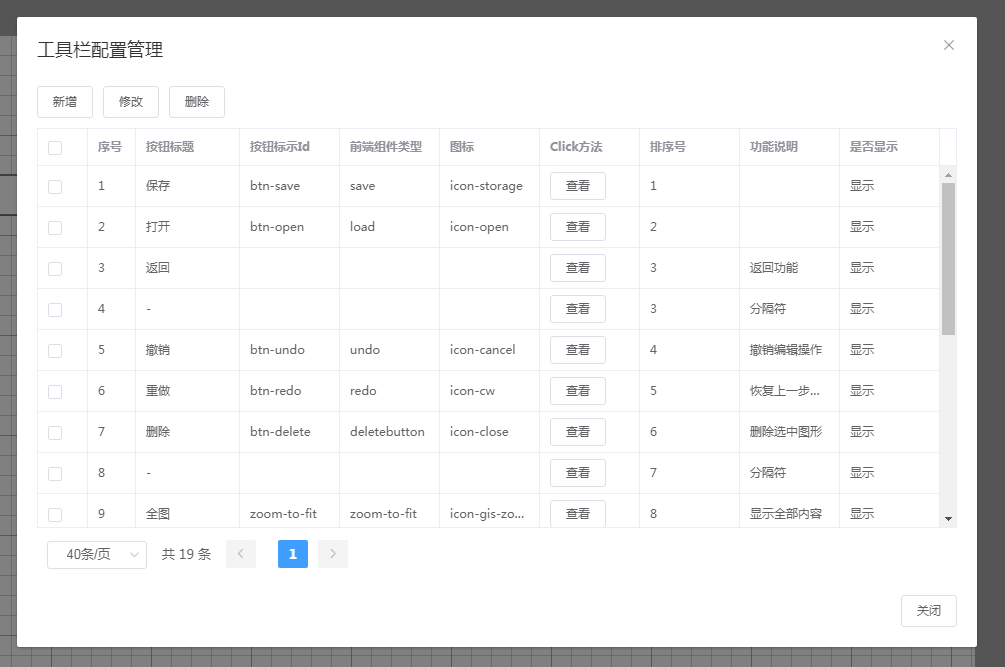 工具栏配置管理
新增 修改 删除
序号 按钮标题 按钮标示Id 前端组件类型 图标 Click方法 排序号 功能说明 是否显示
1 保存 btn-save save icon-storage 查看 1 显示
2 打开 btn-open load icon-open 查看 2 显示
3 返回 查看 3 返回功能 显示
4 - 查看 3 分隔符 显示
5 撤销 btn-undo undo icon-cancel 查看 4 撤销编辑操作 显示
6 重做 btn-redo redo icon-cw 查看 5 恢复上一步... 显示
7 删除 btn-delete deletebutton icon-close 查看 6 删除选中图形 显示
8 - 查看 7 分隔符 显示
9 全图 zoom-to-fit zoom-to-fit icon-gis-zo... 查看 8 显示全部内容 显示
40条/页 共 19 条 1
关闭